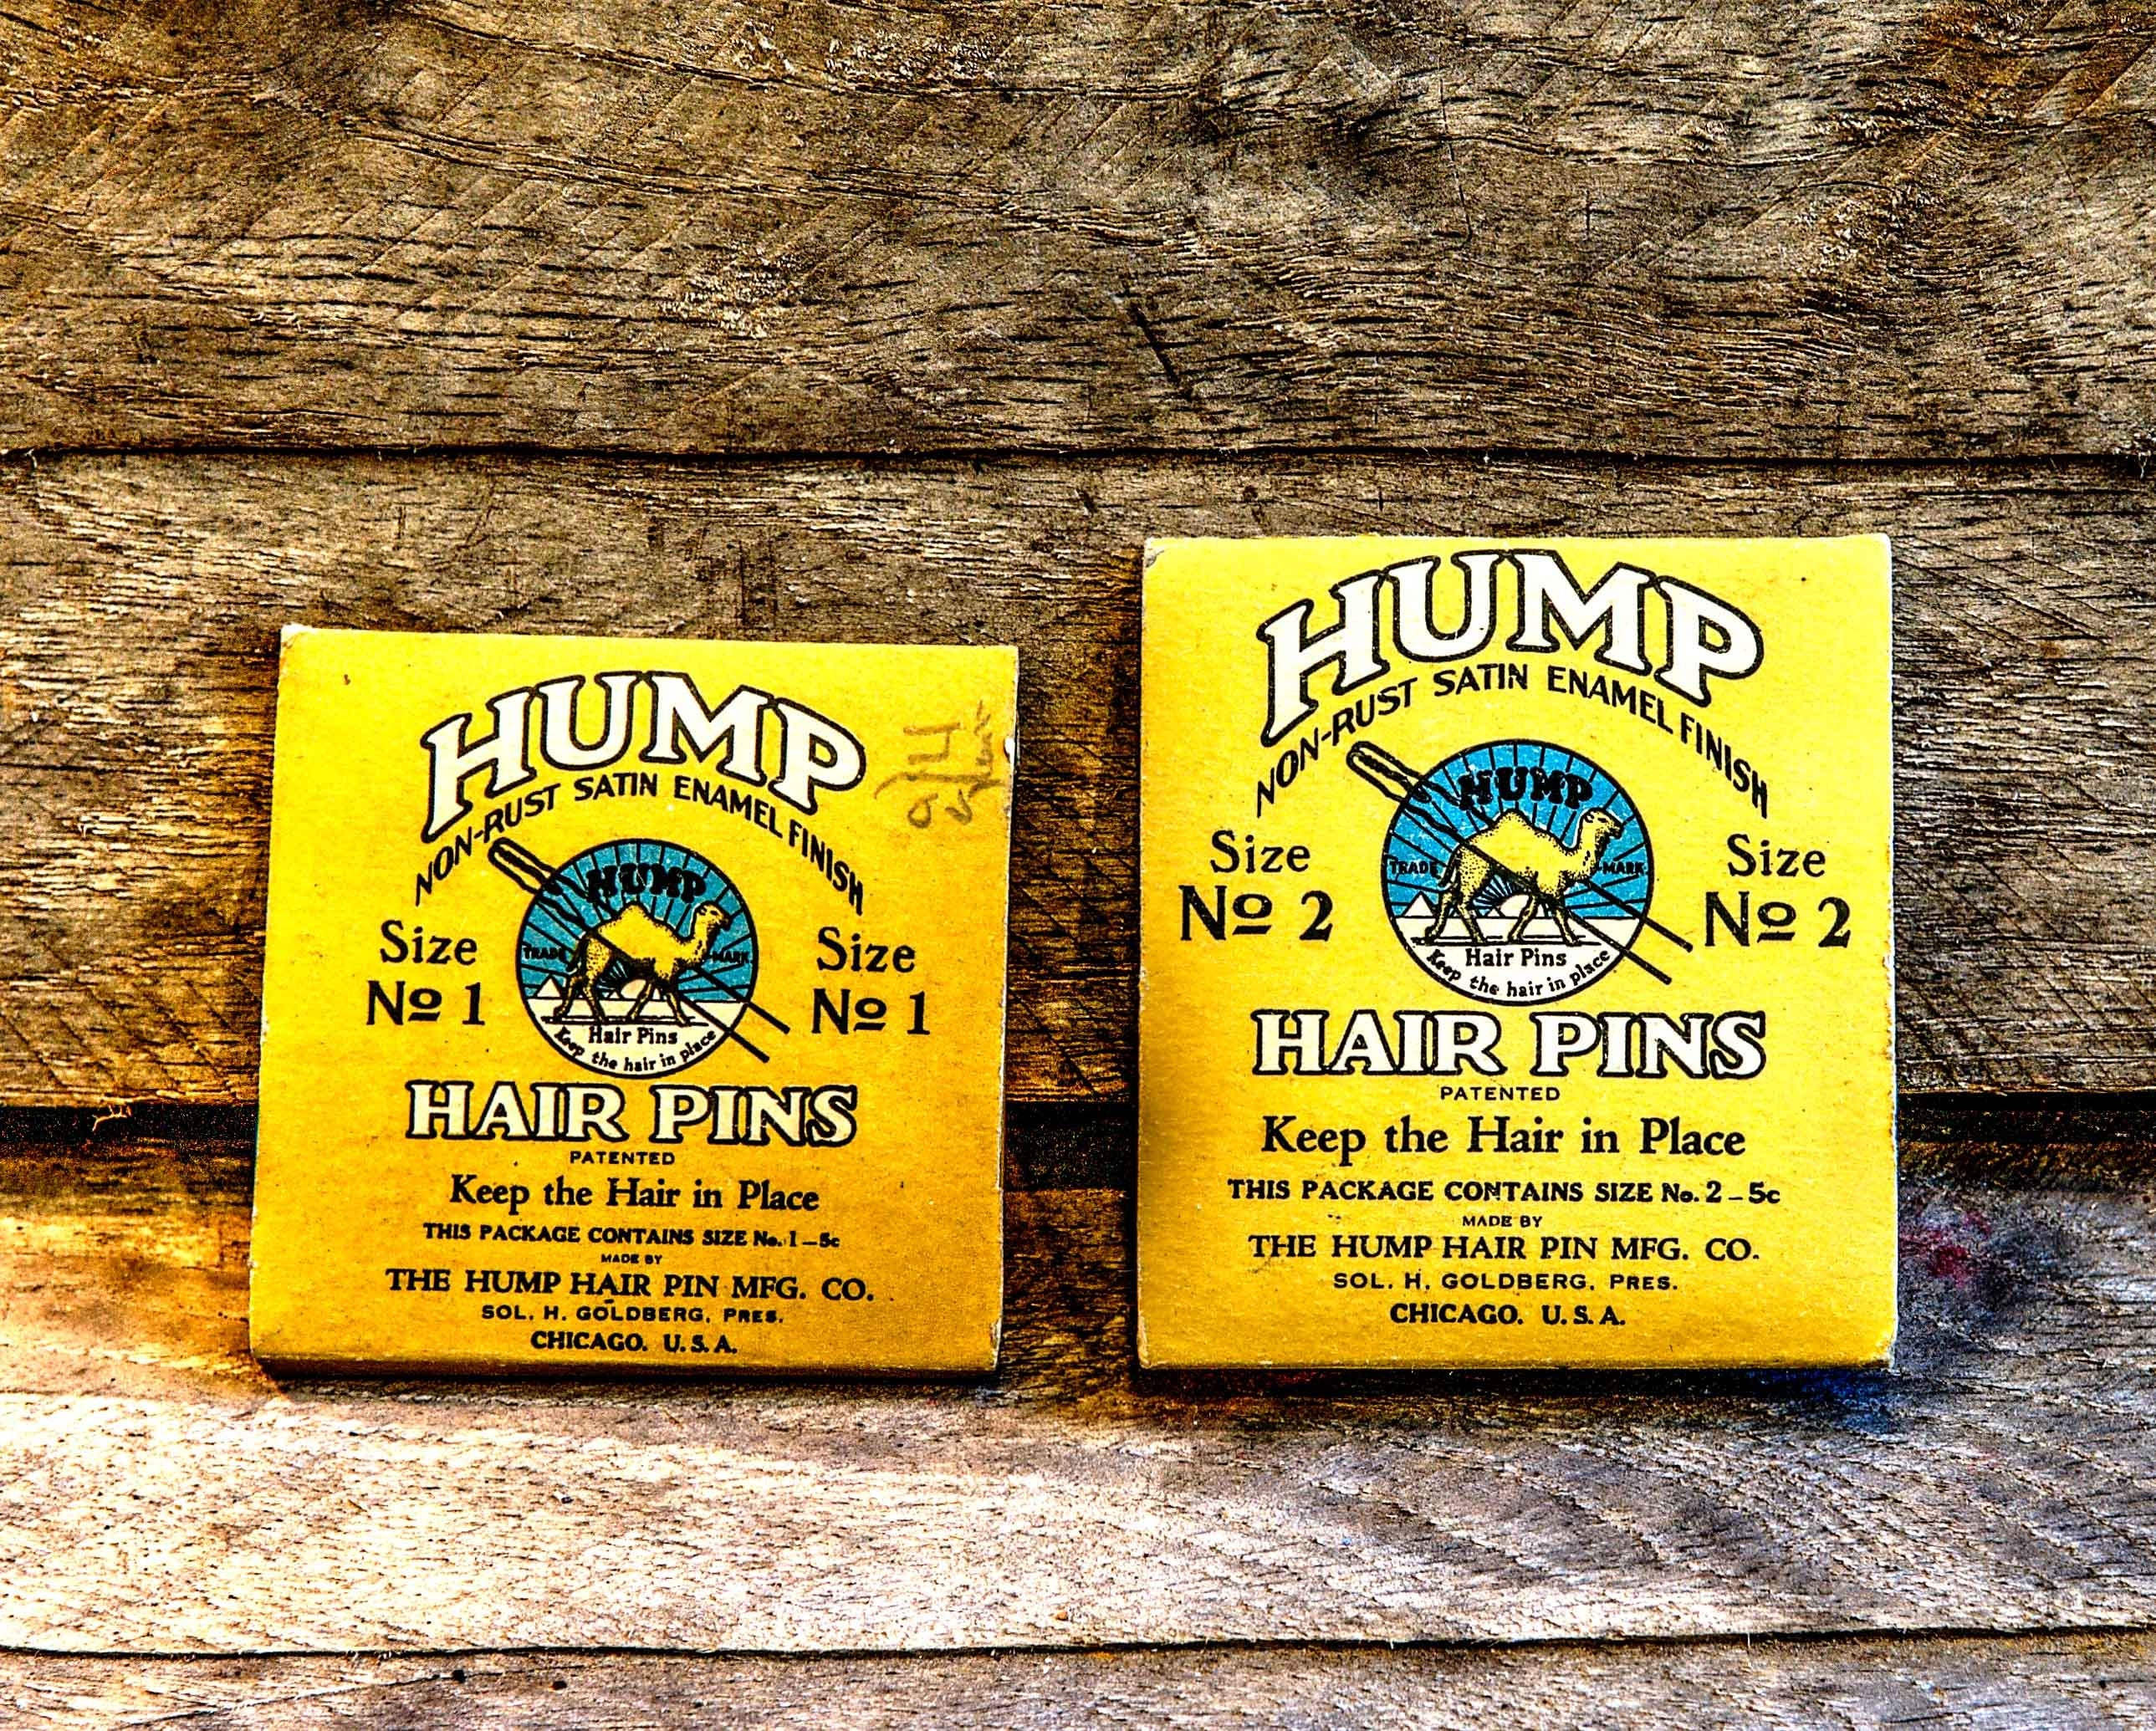 HUMP
NON-RUST SATIN ENAMEL FINISH
Size
No 1
HUMP
TRADE MARK
Hair Pins
Keep the hair in place
Size
No 1
HAIR PINS
PATENTED
Keep the Hair in Place
THIS PACKAGE CONTAINS SIZE No. 1 – 5c
MADE BY
THE HUMP HAIR PIN MFG. CO.
SOL. H. GOLDBERG, PRES.
CHICAGO. U.S.A.
HUMP
NON-RUST SATIN ENAMEL FINISH
Size
No 2
HUMP
TRADE MARK
Hair Pins
Keep the hair in place
Size
No 2
HAIR PINS
PATENTED
Keep the Hair in Place
THIS PACKAGE CONTAINS SIZE No. 2 – 5c
MADE BY
THE HUMP HAIR PIN MFG. CO.
SOL. H. GOLDBERG. PRES.
CHICAGO. U.S.A.